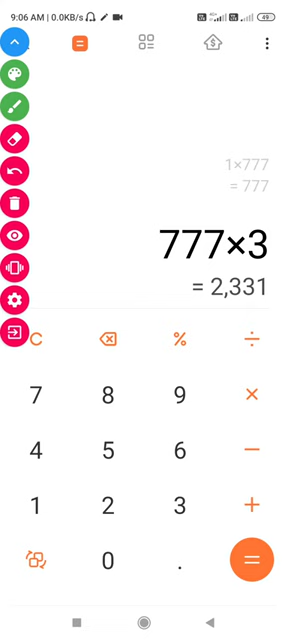 9:06 AM | 0.0KB/s 49
1×777
= 777
777×3
= 2,331
C % ÷
7 8 9 ×
4 5 6 −
1 2 3 +
0 . =